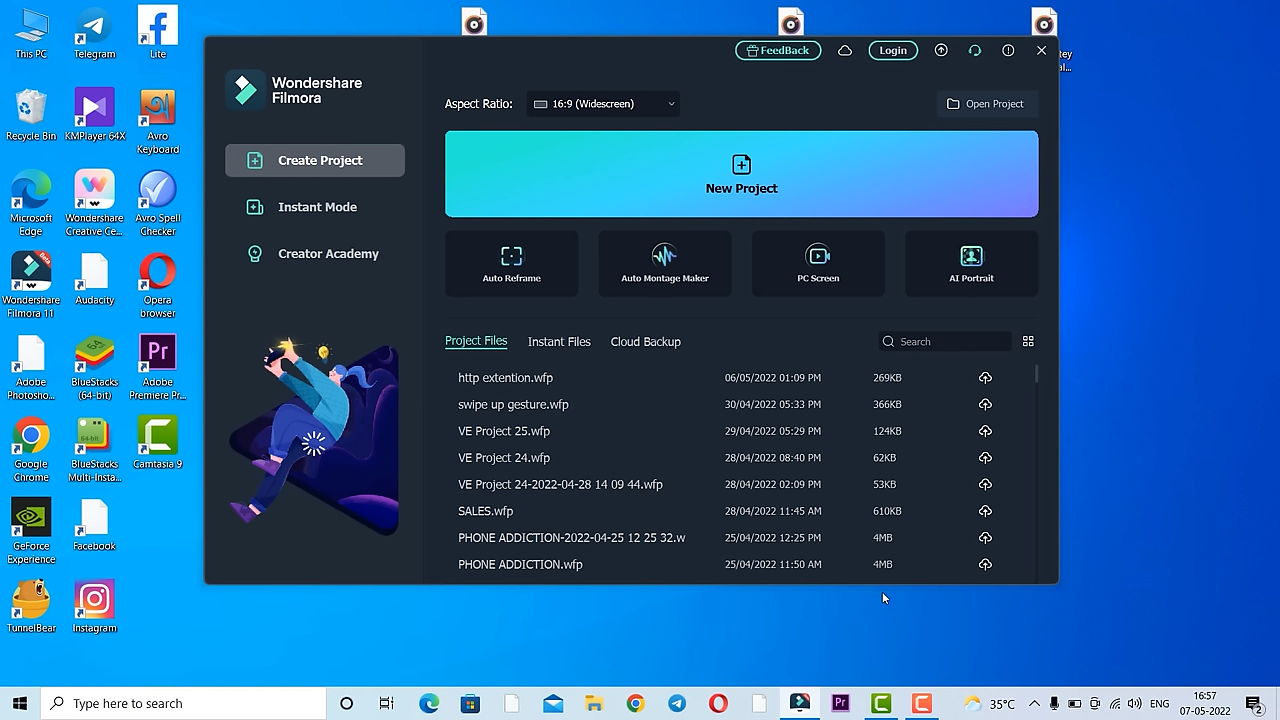 This PC
Telegram
Lite
Recycle Bin
KMPlayer 64X
Avro
Keyboard
Microsoft
Edge
Wondershare
Creative Ce...
Avro Spell
Checker
Wondershare
Filmora 11
Audacity
Opera
browser
Adobe
Photosho...
BlueStacks
(64-bit)
Adobe
Premiere Pr...
Google
Chrome
BlueStacks
Multi-Insta...
Camtasia 9
GeForce
Experience
Facebook
TunnelBear
Instagram
FeedBack
Login
Wondershare
Filmora
Create Project
Instant Mode
Creator Academy
Aspect Ratio:
16:9 (Widescreen)
Open Project
New Project
Auto Reframe
Auto Montage Maker
PC Screen
AI Portrait
Project Files
Instant Files
Cloud Backup
Search
http extention.wfp 06/05/2022 01:09 PM 269KB
swipe up gesture.wfp 30/04/2022 05:33 PM 366KB
VE Project 25.wfp 29/04/2022 05:29 PM 124KB
VE Project 24.wfp 28/04/2022 08:40 PM 62KB
VE Project 24-2022-04-28 14 09 44.wfp 28/04/2022 02:09 PM 53KB
SALES.wfp 28/04/2022 11:45 AM 610KB
PHONE ADDICTION-2022-04-25 12 25 32.w 25/04/2022 12:25 PM 4MB
PHONE ADDICTION.wfp 25/04/2022 11:50 AM 4MB
Type here to search
35°C
ENG
16:57
07-05-2022
2